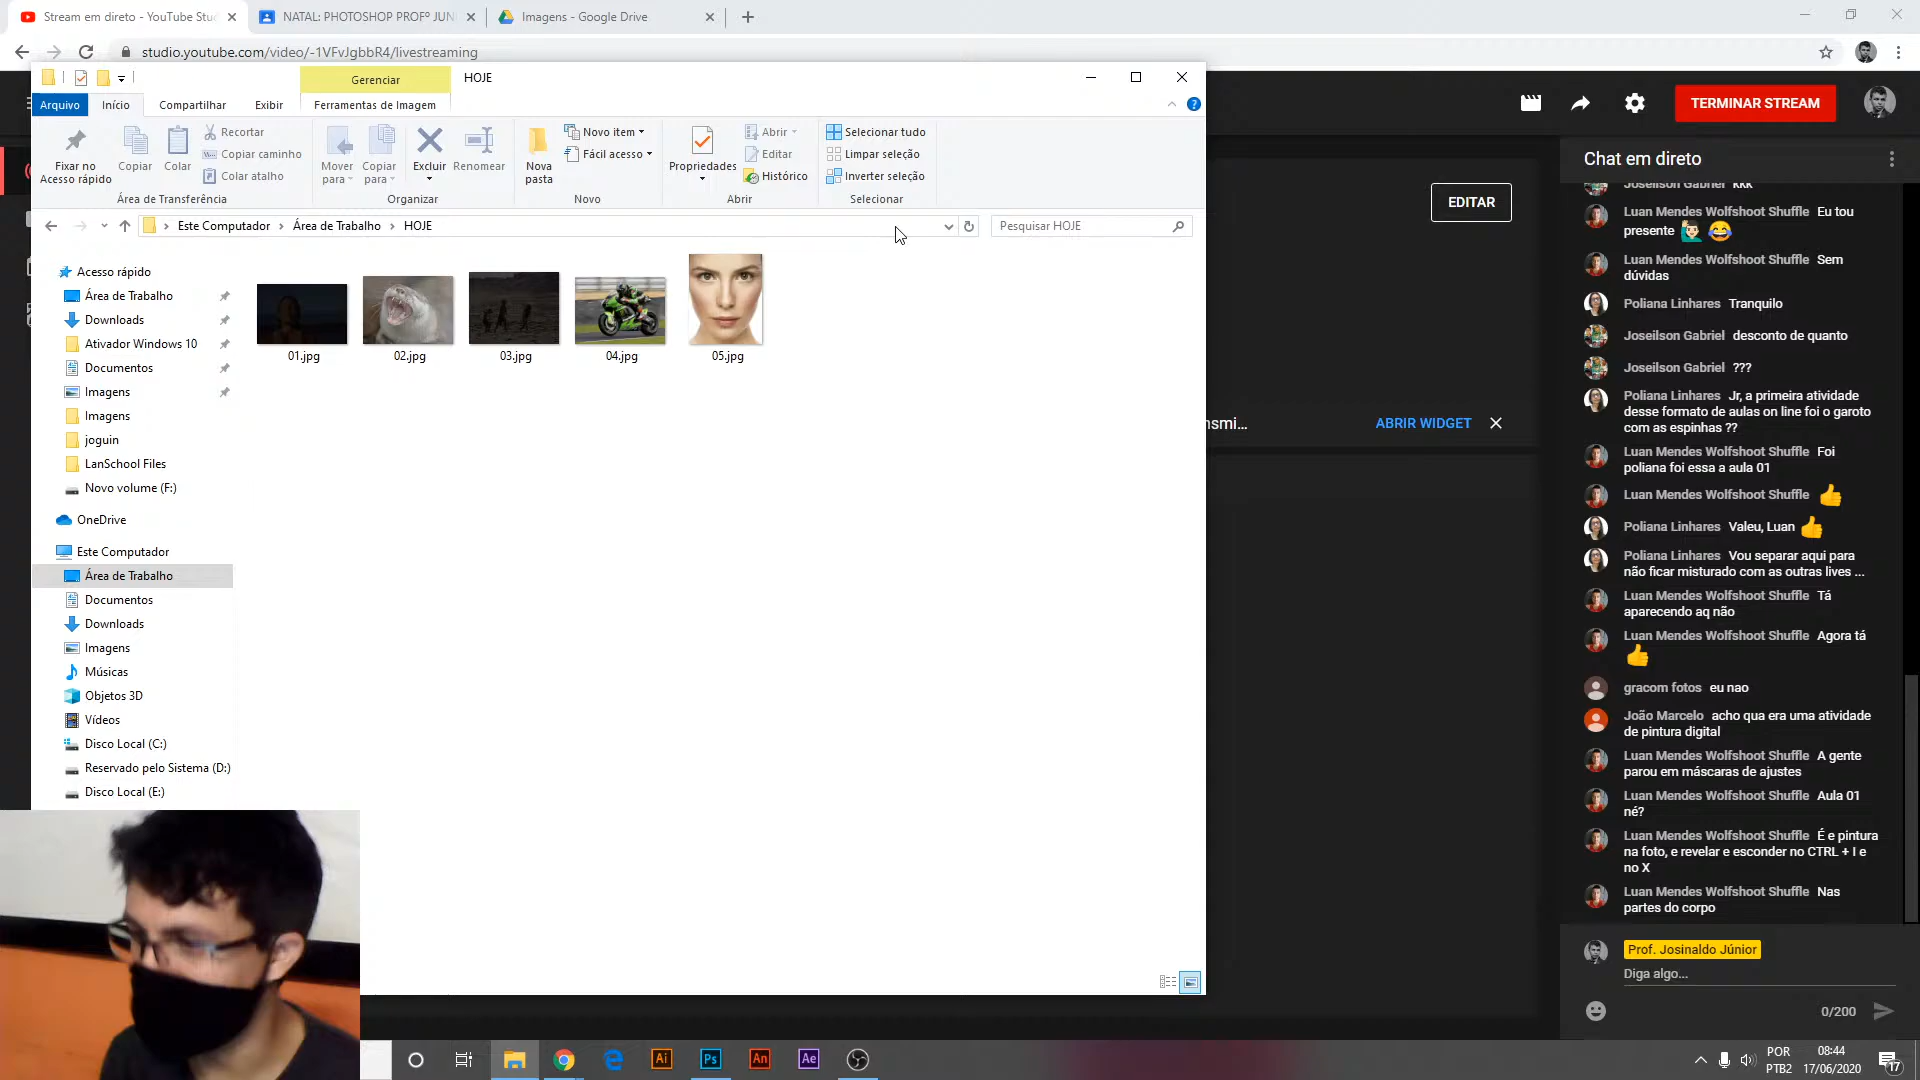 Stream em direto - YouTube Stu
NATAL: PHOTOSHOP PROFº JUN
Imagens - Google Drive
studio.youtube.com/video/-1VFvJgbbR4/livestreaming
Gerenciar
HOJE
Arquivo
Início
Compartilhar
Exibir
Ferramentas de Imagem
Fixar no
Acesso rápido
Copiar
Colar
Recortar
Copiar caminho
Colar atalho
Área de Transferência
Mover
para
Copiar
para
Excluir
Renomear
Organizar
Nova
pasta
Novo item
Fácil acesso
Novo
Propriedades
Abrir
Editar
Histórico
Abrir
Selecionar tudo
Limpar seleção
Inverter seleção
Selecionar
Este Computador
Área de Trabalho
HOJE
Pesquisar HOJE
Acesso rápido
Área de Trabalho
Downloads
Ativador Windows 10
Documentos
Imagens
Imagens
joguin
LanSchool Files
Novo volume (F:)
OneDrive
Este Computador
Área de Trabalho
Documentos
Downloads
Imagens
Músicas
Objetos 3D
Vídeos
Disco Local (C:)
Reservado pelo Sistema (D:)
Disco Local (E:)
01.jpg
02.jpg
03.jpg
04.jpg
05.jpg
TERMINAR STREAM
EDITAR
nsmi...
ABRIR WIDGET
Chat em direto
Joseilson Gabriel kkk
Luan Mendes Wolfshoot Shuffle Eu tou
presente 🙋🏻‍♂️ 😂
Luan Mendes Wolfshoot Shuffle Sem
dúvidas
Poliana Linhares Tranquilo
Joseilson Gabriel desconto de quanto
Joseilson Gabriel ???
Poliana Linhares Jr, a primeira atividade
desse formato de aulas on line foi o garoto
com as espinhas ??
Luan Mendes Wolfshoot Shuffle Foi
poliana foi essa a aula 01
Luan Mendes Wolfshoot Shuffle 👍
Poliana Linhares Valeu, Luan 👍
Poliana Linhares Vou separar aqui para
não ficar misturado com as outras lives ...
Luan Mendes Wolfshoot Shuffle Tá
aparecendo aq não
Luan Mendes Wolfshoot Shuffle Agora tá
👍
gracom fotos eu nao
João Marcelo acho qua era uma atividade
de pintura digital
Luan Mendes Wolfshoot Shuffle A gente
parou em máscaras de ajustes
Luan Mendes Wolfshoot Shuffle Aula 01
né?
Luan Mendes Wolfshoot Shuffle É e pintura
na foto, e revelar e esconder no CTRL + I e
no X
Luan Mendes Wolfshoot Shuffle Nas
partes do corpo
Prof. Josinaldo Júnior
Diga algo...
0/200
Ai
Ps
An
Ae
POR
PTB2
08:44
17/06/2020
17